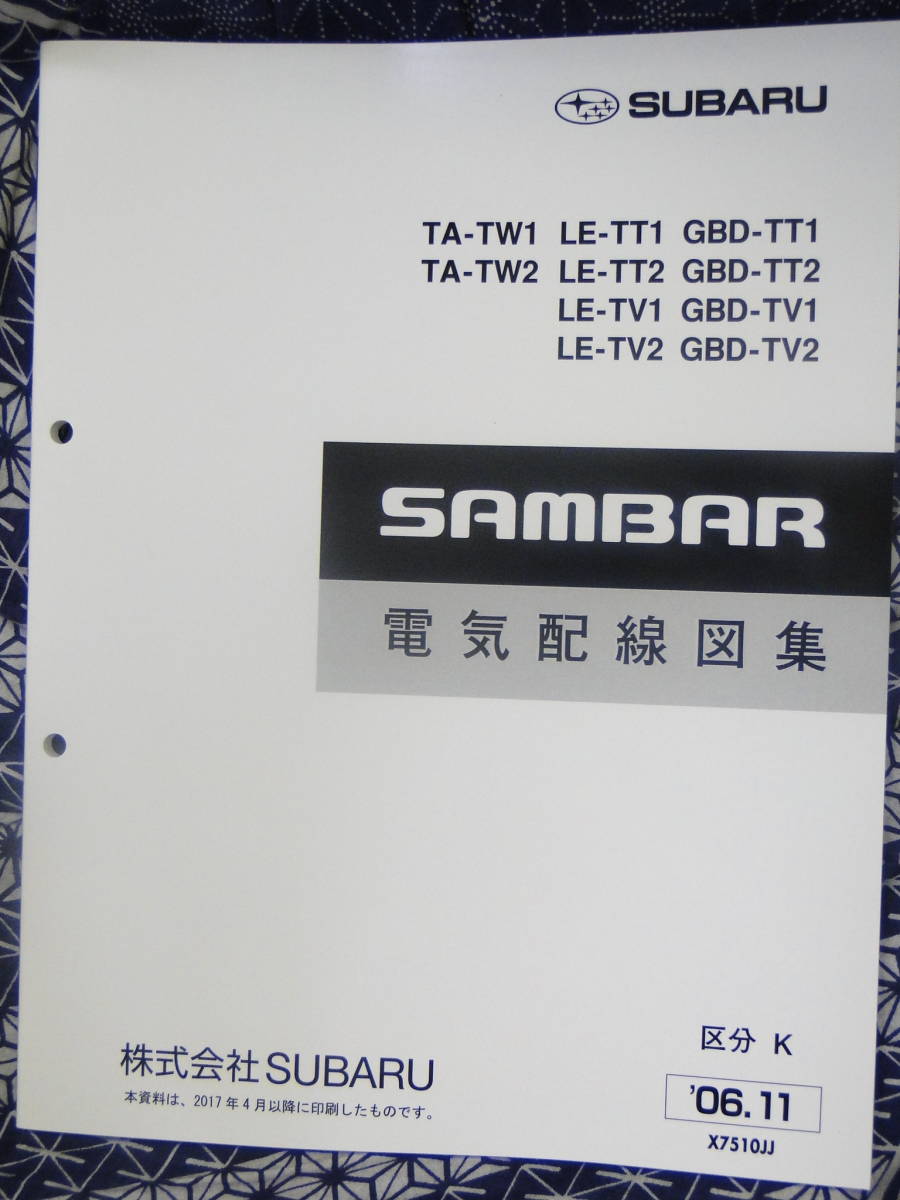 SUBARU
TA-TW1 LE-TT1 GBD-TT1
TA-TW2 LE-TT2 GBD-TT2
LE-TV1 GBD-TV1
LE-TV2 GBD-TV2
SAMBAR
電気配線図集
区分 K
株式会社SUBARU
本資料は、2017年4月以降に印刷したものです。
'06.11
X7510JJ